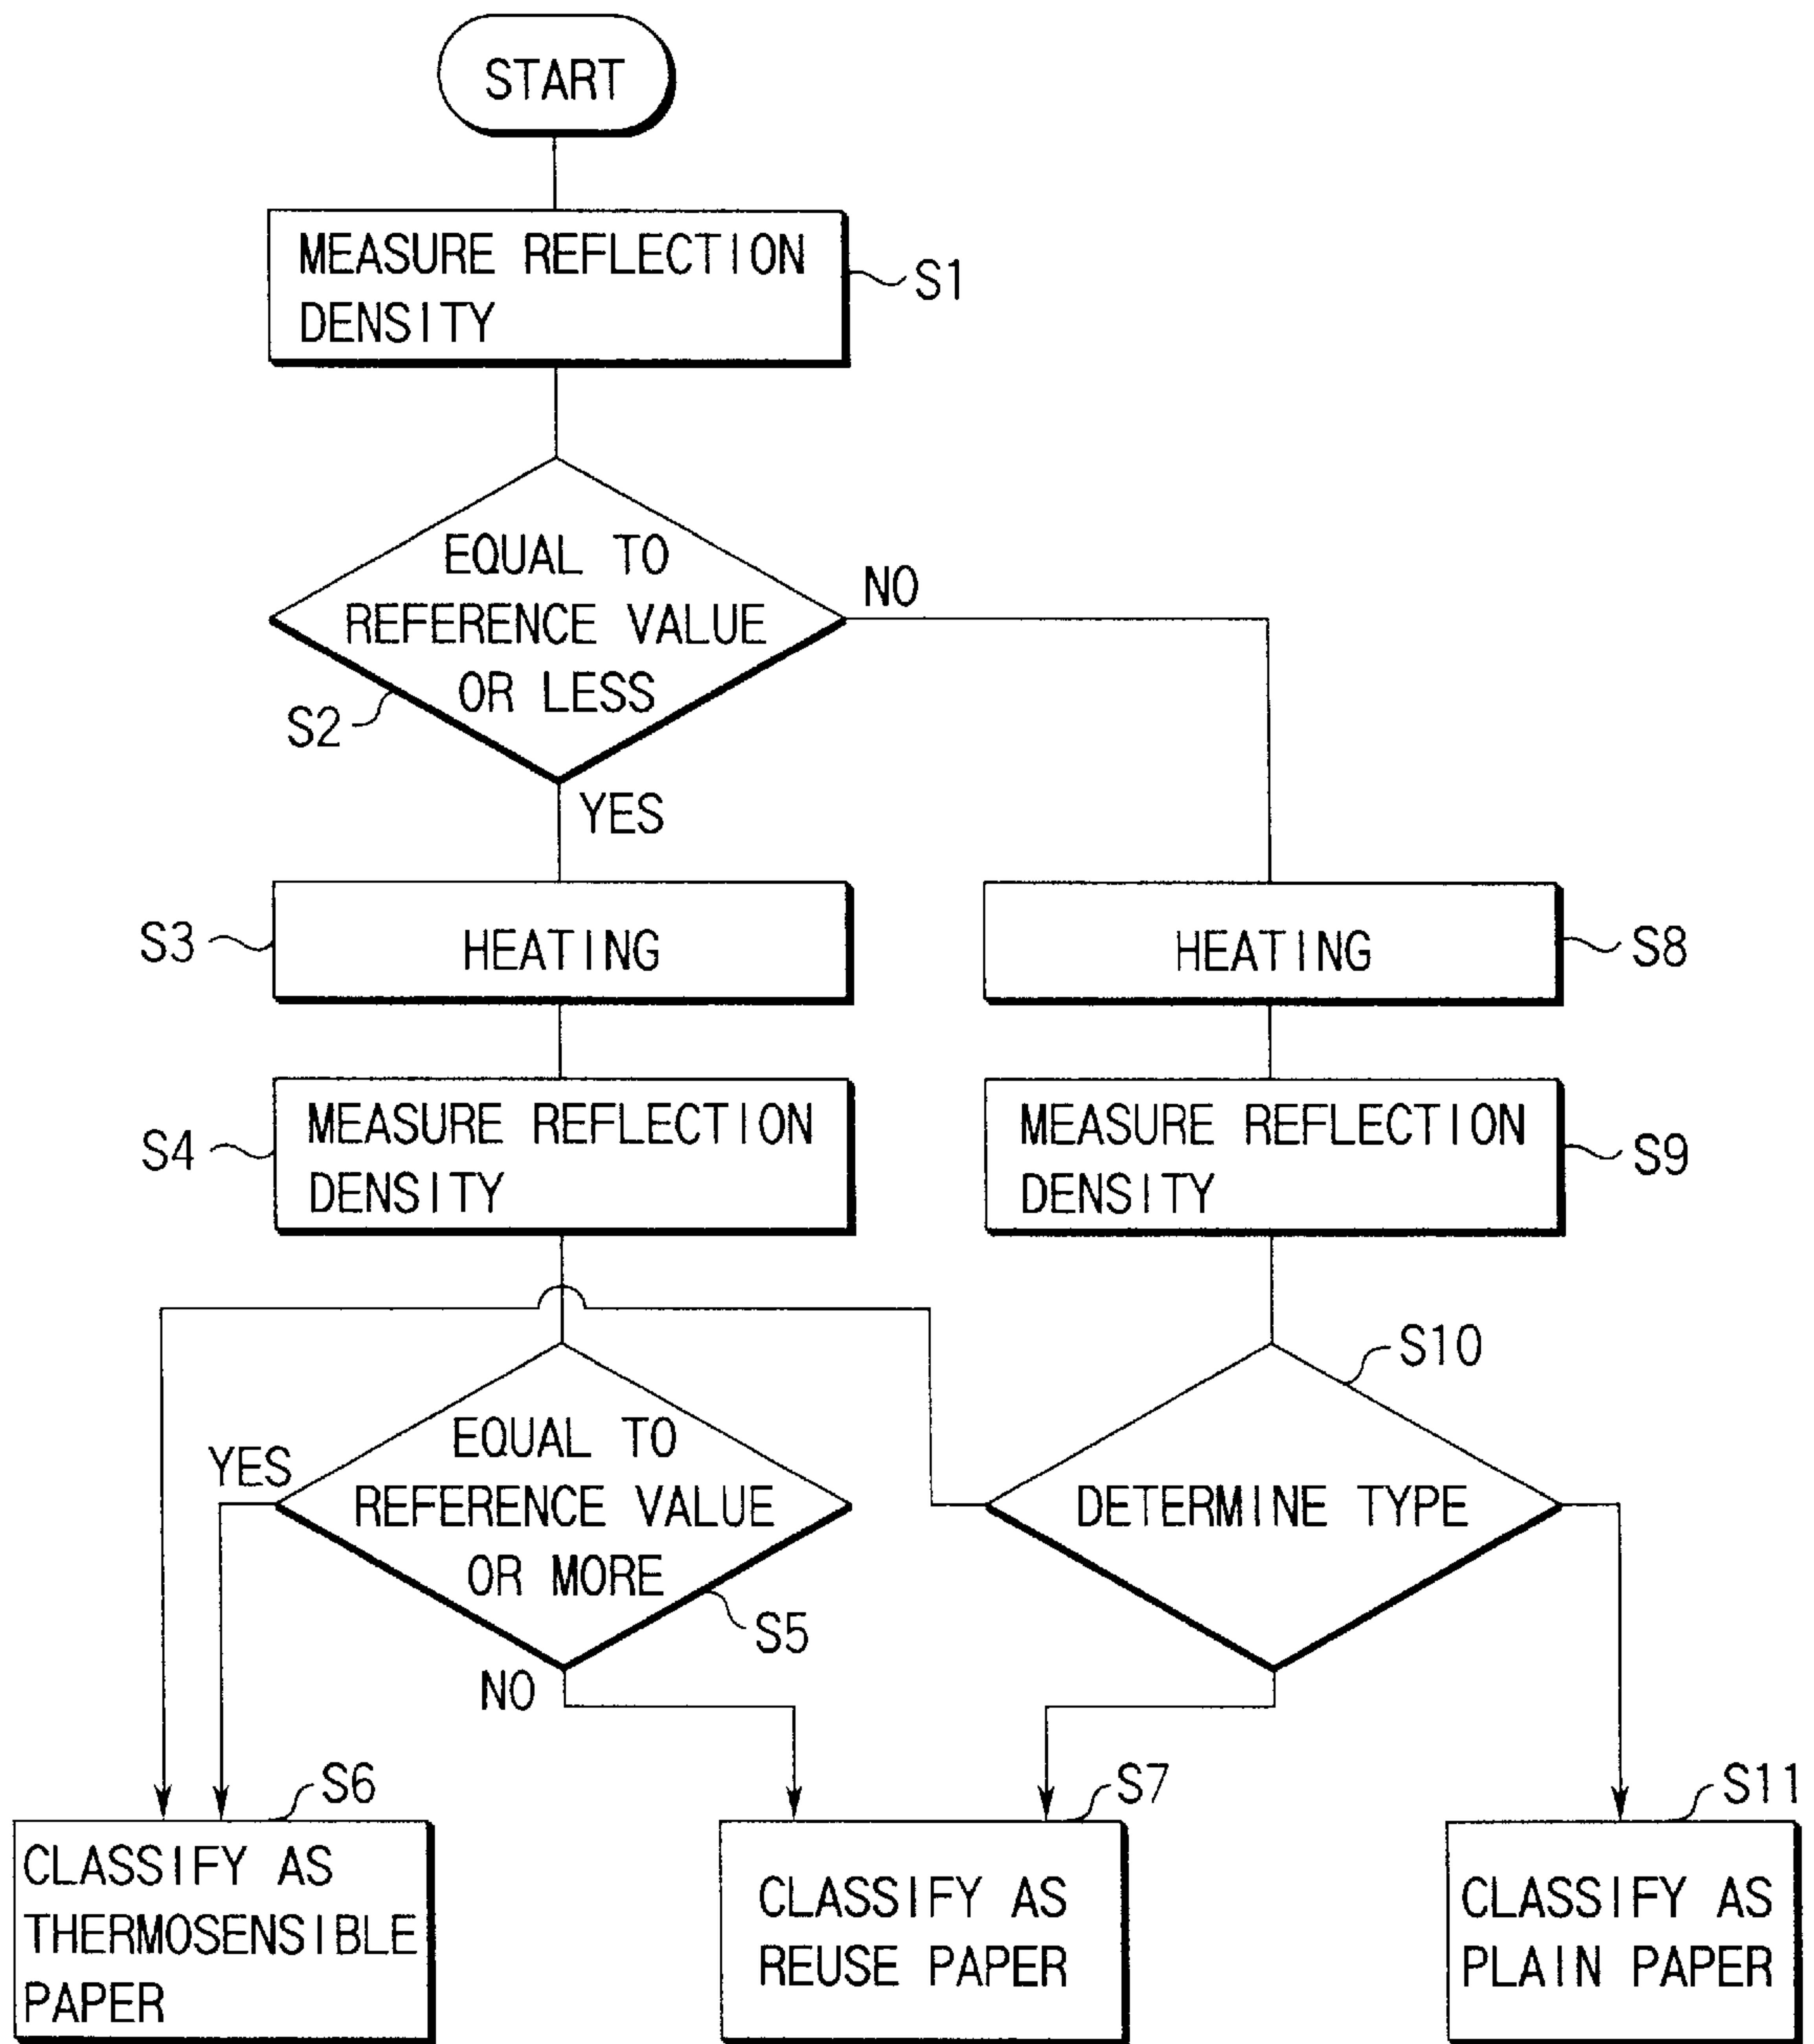 START
MEASURE REFLECTION
DENSITY
S1
EQUAL TO
REFERENCE VALUE
OR LESS
S2
NO
YES
S3
HEATING
HEATING
S8
S4
MEASURE REFLECTION
DENSITY
MEASURE REFLECTION
DENSITY
S9
S10
YES
EQUAL TO
REFERENCE VALUE
OR MORE
DETERMINE TYPE
S5
NO
S6
S7
S11
CLASSIFY AS
THERMOSENSIBLE
PAPER
CLASSIFY AS
REUSE PAPER
CLASSIFY AS
PLAIN PAPER